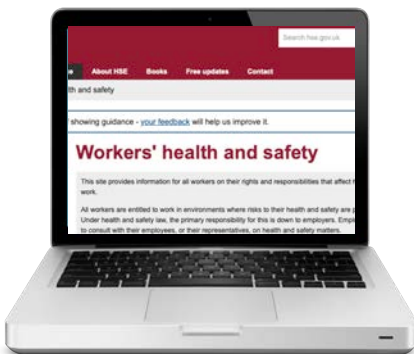 Search hse.gov.uk
e About HSE Books Free updates Contact
th and safety
showing guidance - your feedback will help us improve it.
Workers' health and safety
This site provides information for all workers on their rights and responsibilities that affect
work.
All workers are entitled to work in environments where risks to their health and safety are
Under health and safety law, the primary responsibility for this is down to employers.
to consult with their employees, or their representatives, on health and safety matters.